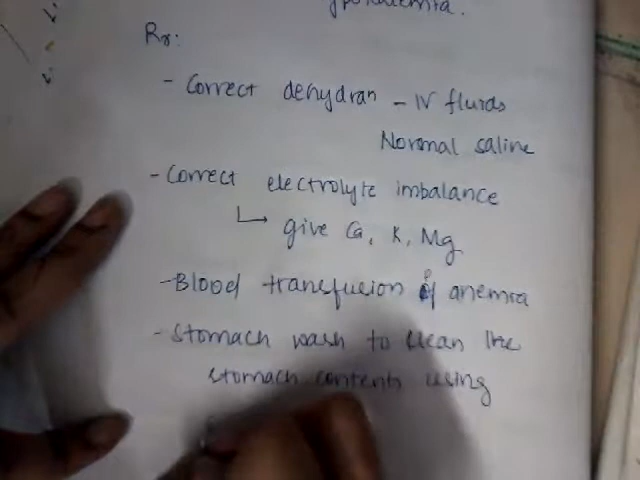 Rx:
- Correct dehydran - IV fluids
Normal saline
- Correct electrolyte imbalance
↳ give Ca, K, Mg
- Blood transfusion if anemia
- Stomach wash to clean the
stomach contents using